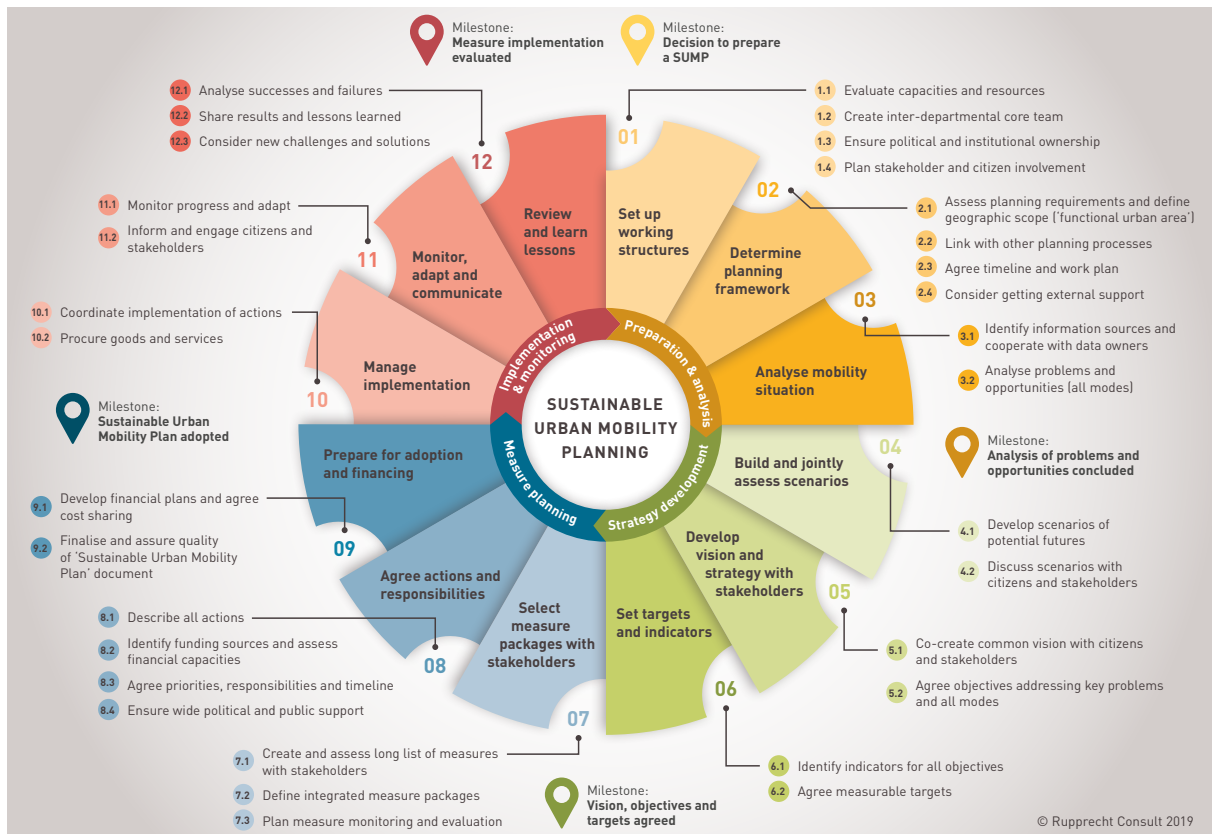 Milestone:
Measure implementation
evaluated
Milestone:
Decision to prepare
a SUMP
12.1 Analyse successes and failures
12.2 Share results and lessons learned
12.3 Consider new challenges and solutions
1.1 Evaluate capacities and resources
1.2 Create inter-departmental core team
1.3 Ensure political and institutional ownership
1.4 Plan stakeholder and citizen involvement
01
12
02
2.1 Assess planning requirements and define
geographic scope (‘functional urban area’)
2.2 Link with other planning processes
2.3 Agree timeline and work plan
2.4 Consider getting external support
11.1 Monitor progress and adapt
11.2 Inform and engage citizens and
stakeholders
Review
and learn
lessons
Set up
working
structures
11
Monitor,
adapt and
communicate
Determine
planning
framework
03
3.1 Identify information sources and
cooperate with data owners
3.2 Analyse problems and
opportunities (all modes)
10.1 Coordinate implementation of actions
10.2 Procure goods and services
Implementation
& monitoring
Preparation & analysis
Manage
implementation
Analyse mobility
situation
10
SUSTAINABLE
URBAN MOBILITY
PLANNING
Milestone:
Sustainable Urban
Mobility Plan adopted
04
Milestone:
Analysis of problems and
opportunities concluded
Prepare for adoption
and financing
Build and jointly
assess scenarios
Measure planning
Strategy development
9.1 Develop financial plans and agree
cost sharing
9.2 Finalise and assure quality
of ‘Sustainable Urban Mobility
Plan’ document
09
4.1 Develop scenarios of
potential futures
4.2 Discuss scenarios with
citizens and stakeholders
Agree actions and
responsibilities
Develop
vision and
strategy with
stakeholders
05
Select
measure
packages with
stakeholders
Set targets
and indicators
8.1 Describe all actions
8.2 Identify funding sources and assess
financial capacities
8.3 Agree priorities, responsibilities and timeline
8.4 Ensure wide political and public support
08
5.1 Co-create common vision with citizens
and stakeholders
5.2 Agree objectives addressing key problems
and all modes
06
07
7.1 Create and assess long list of measures
with stakeholders
7.2 Define integrated measure packages
7.3 Plan measure monitoring and evaluation
6.1 Identify indicators for all objectives
6.2 Agree measurable targets
Milestone:
Vision, objectives and
targets agreed
© Rupprecht Consult 2019